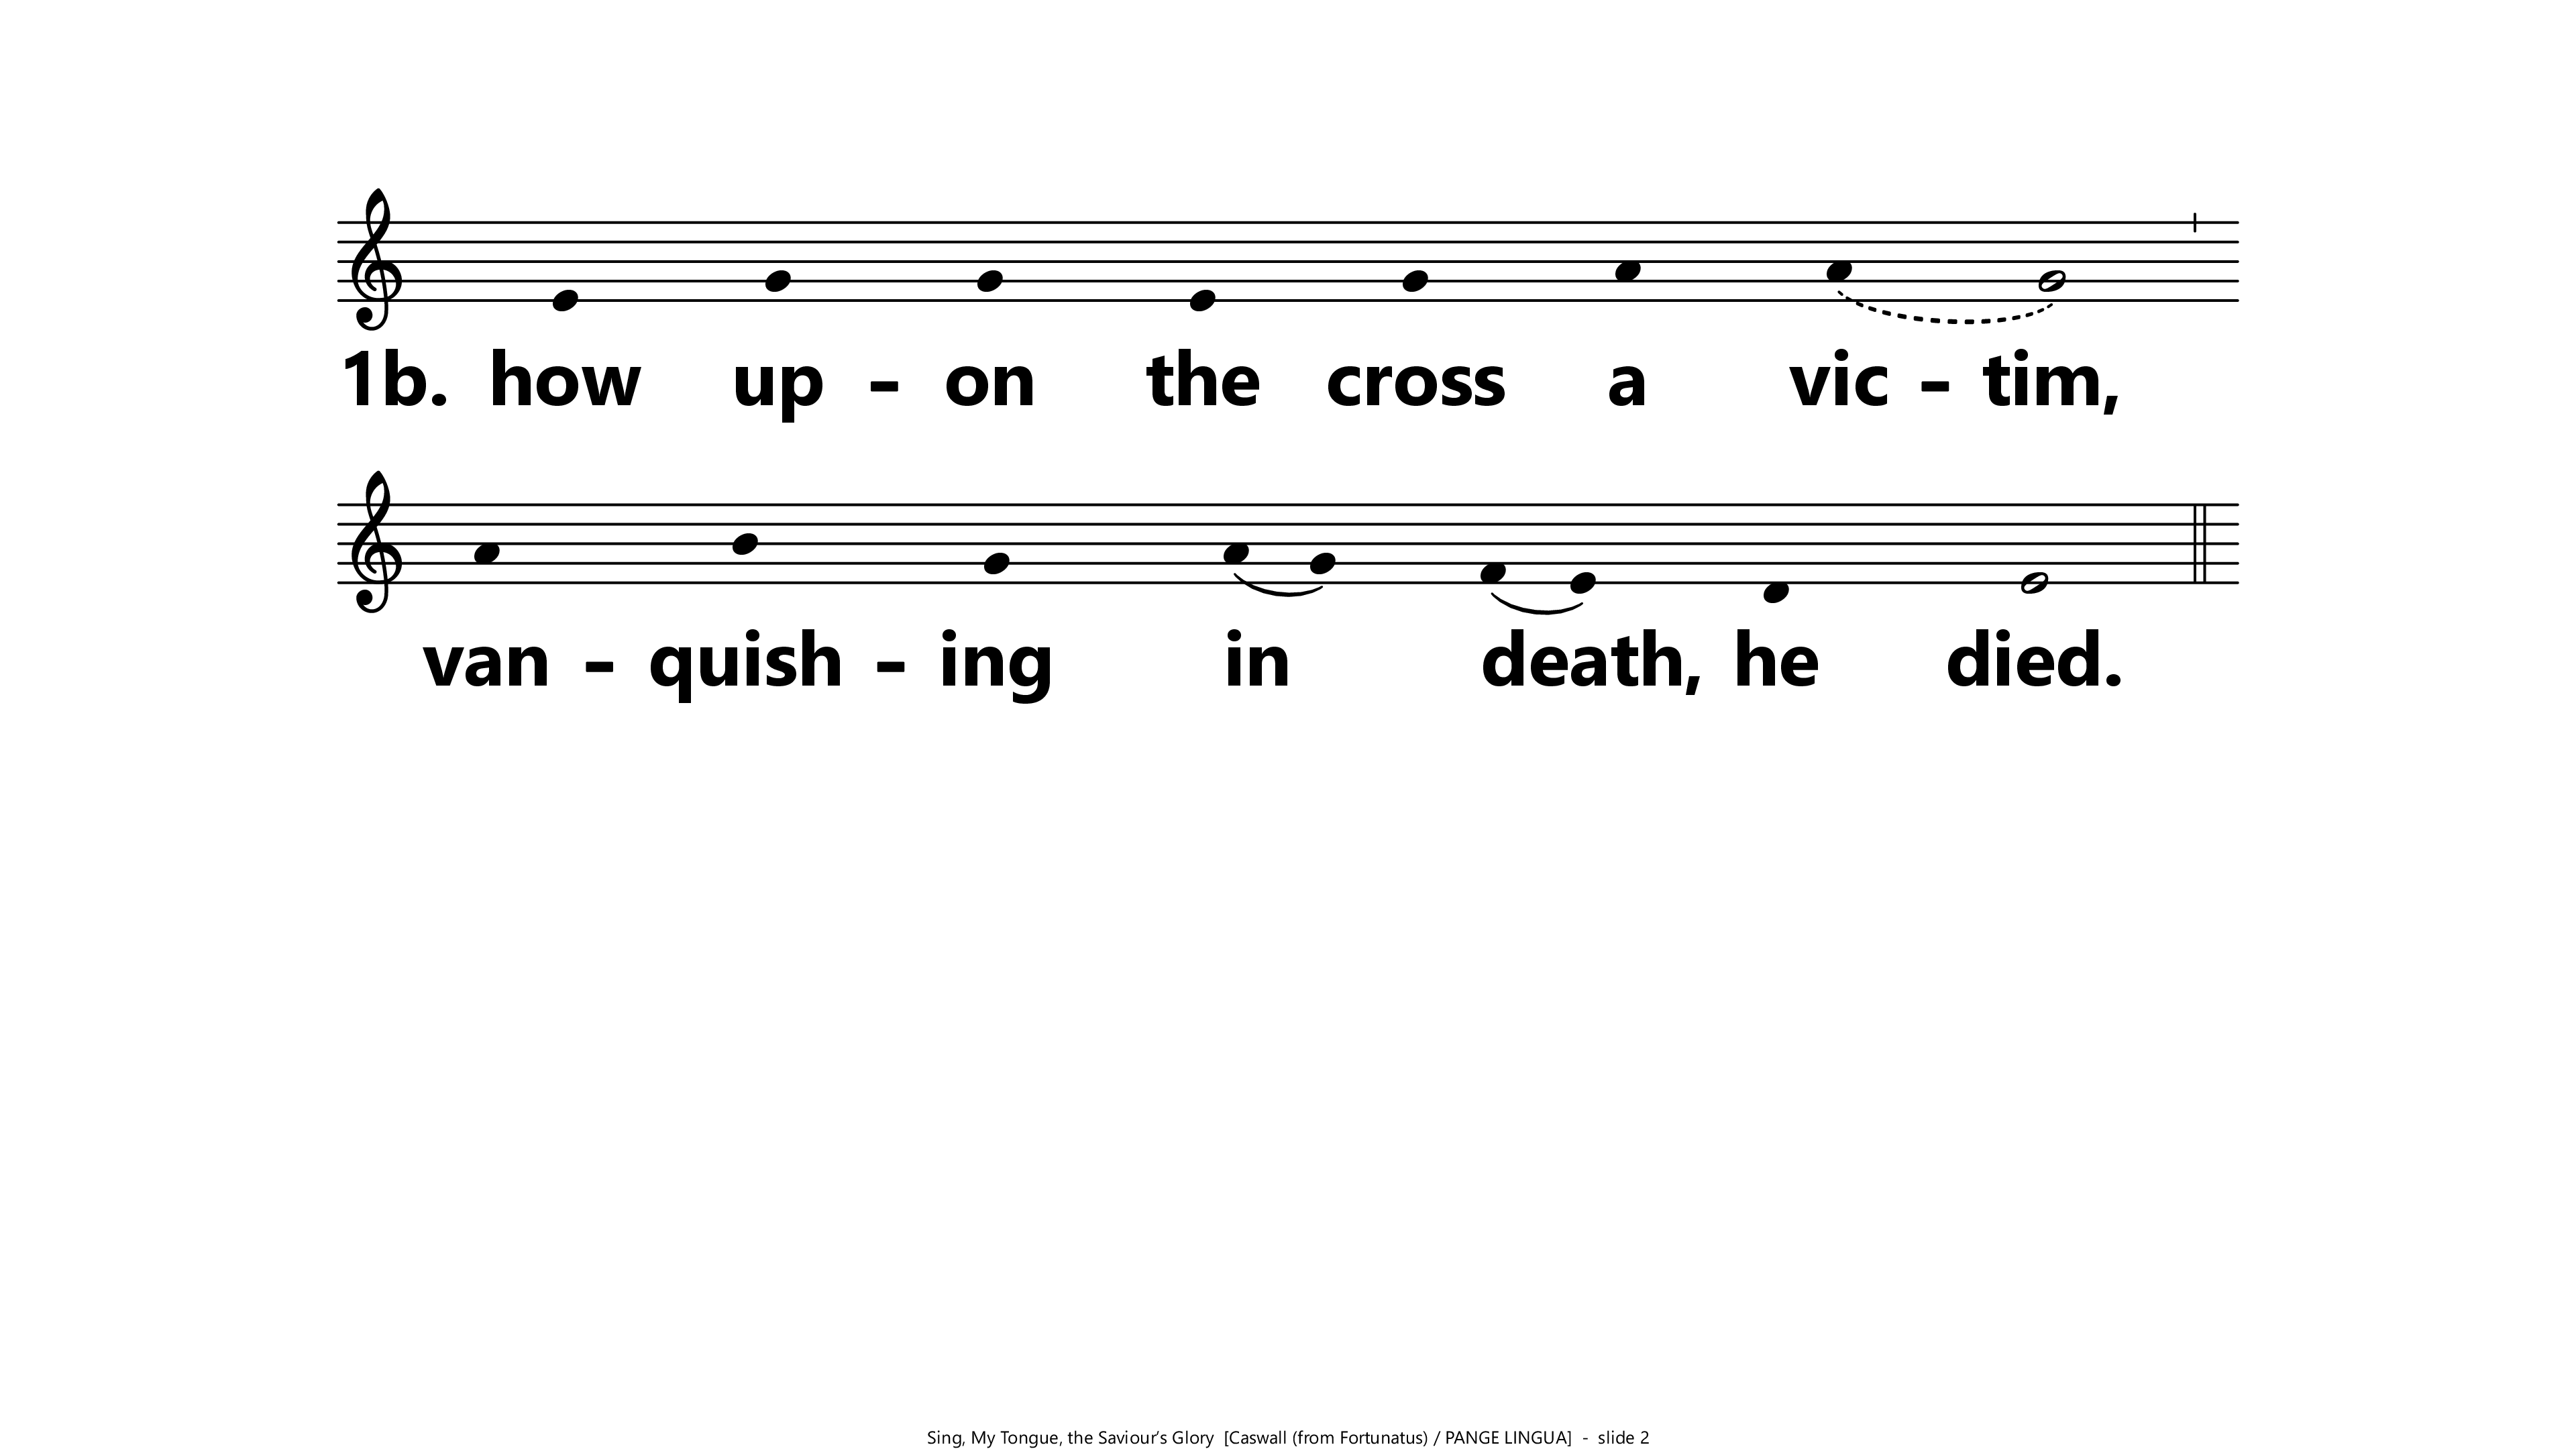 1b. how up - on the cross a vic - tim,
van - quish - ing in death, he died.
Sing, My Tongue, the Saviour’s Glory [Caswall (from Fortunatus) / PANGE LINGUA] - slide 2